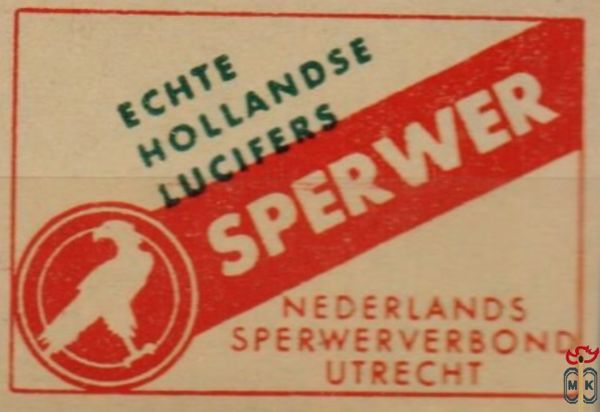 ECHTE
HOLLANDSE
LUCIFERS
SPERWER
NEDERLANDS
SPERWERVERBOND
UTRECHT
M K